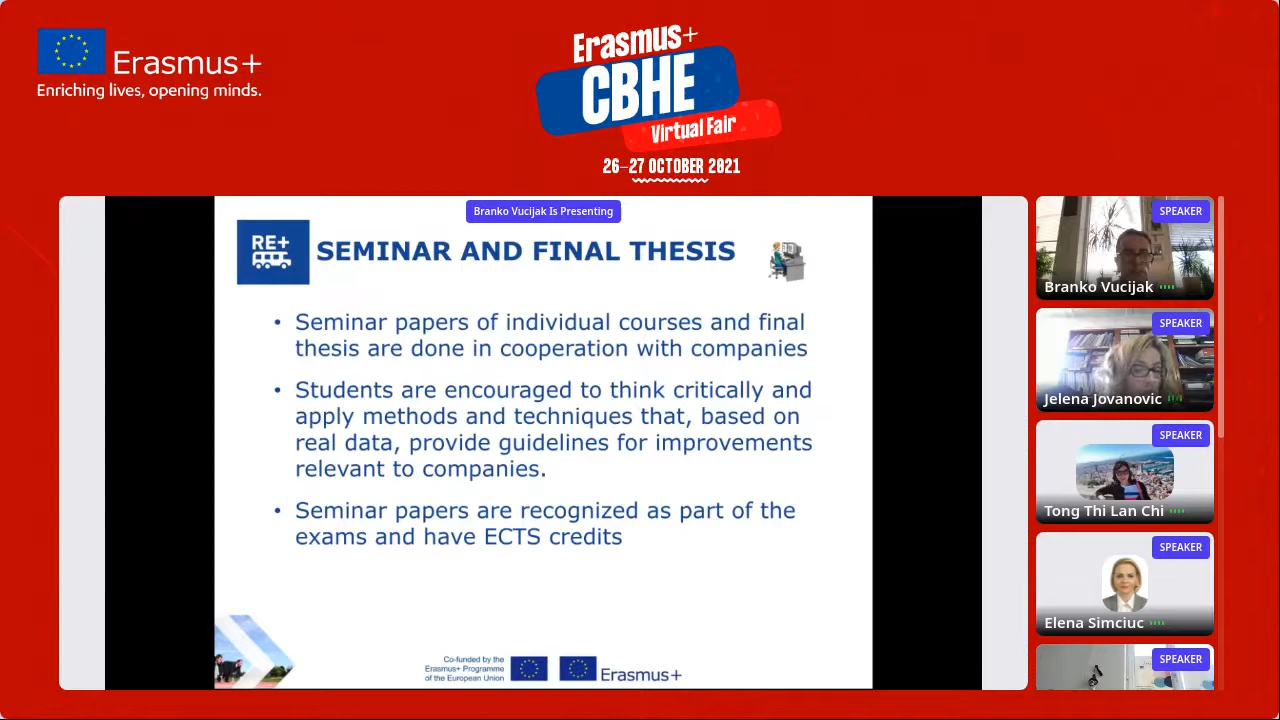 Erasmus+
Enriching lives, opening minds.
Erasmus+
CBHE
Virtual Fair
26–27 OCTOBER 2021
Branko Vucijak Is Presenting
RE+
SEMINAR AND FINAL THESIS
• Seminar papers of individual courses and final
thesis are done in cooperation with companies
• Students are encouraged to think critically and
apply methods and techniques that, based on
real data, provide guidelines for improvements
relevant to companies.
• Seminar papers are recognized as part of the
exams and have ECTS credits
Co-funded by the
Erasmus+ Programme
of the European Union
Erasmus+
SPEAKER
Branko Vucijak
SPEAKER
Jelena Jovanovic
SPEAKER
Tong Thi Lan Chi
SPEAKER
Elena Simciuc
SPEAKER